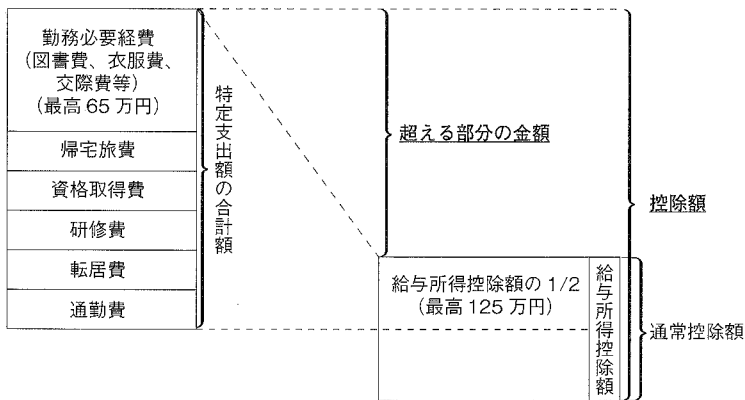 勤務必要経費
(図書費、衣服費、
交際費等)
(最高 65 万円)
帰宅旅費
資格取得費
研修費
転居費
通勤費
特定支出額の合計額
超える部分の金額
給与所得控除額の 1/2
(最高 125 万円)
給与所得控除額
控除額
通常控除額